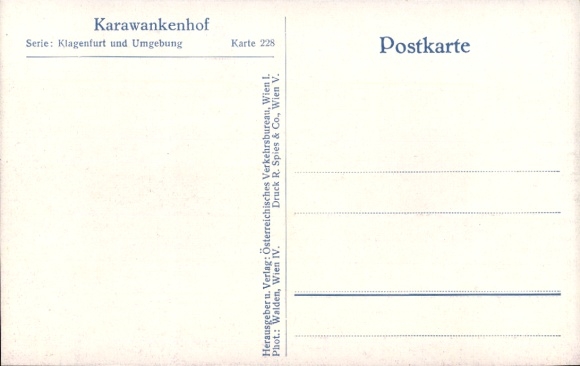 Karawankenhof
Serie: Klagenfurt und Umgebung Karte 228
Herausgeber u. Verlag: Österreichisches Verkehrsbureau, Wien I.
Phot.: Walden, Wien IV. Druck R. Spies & Co., Wien V.
Postkarte